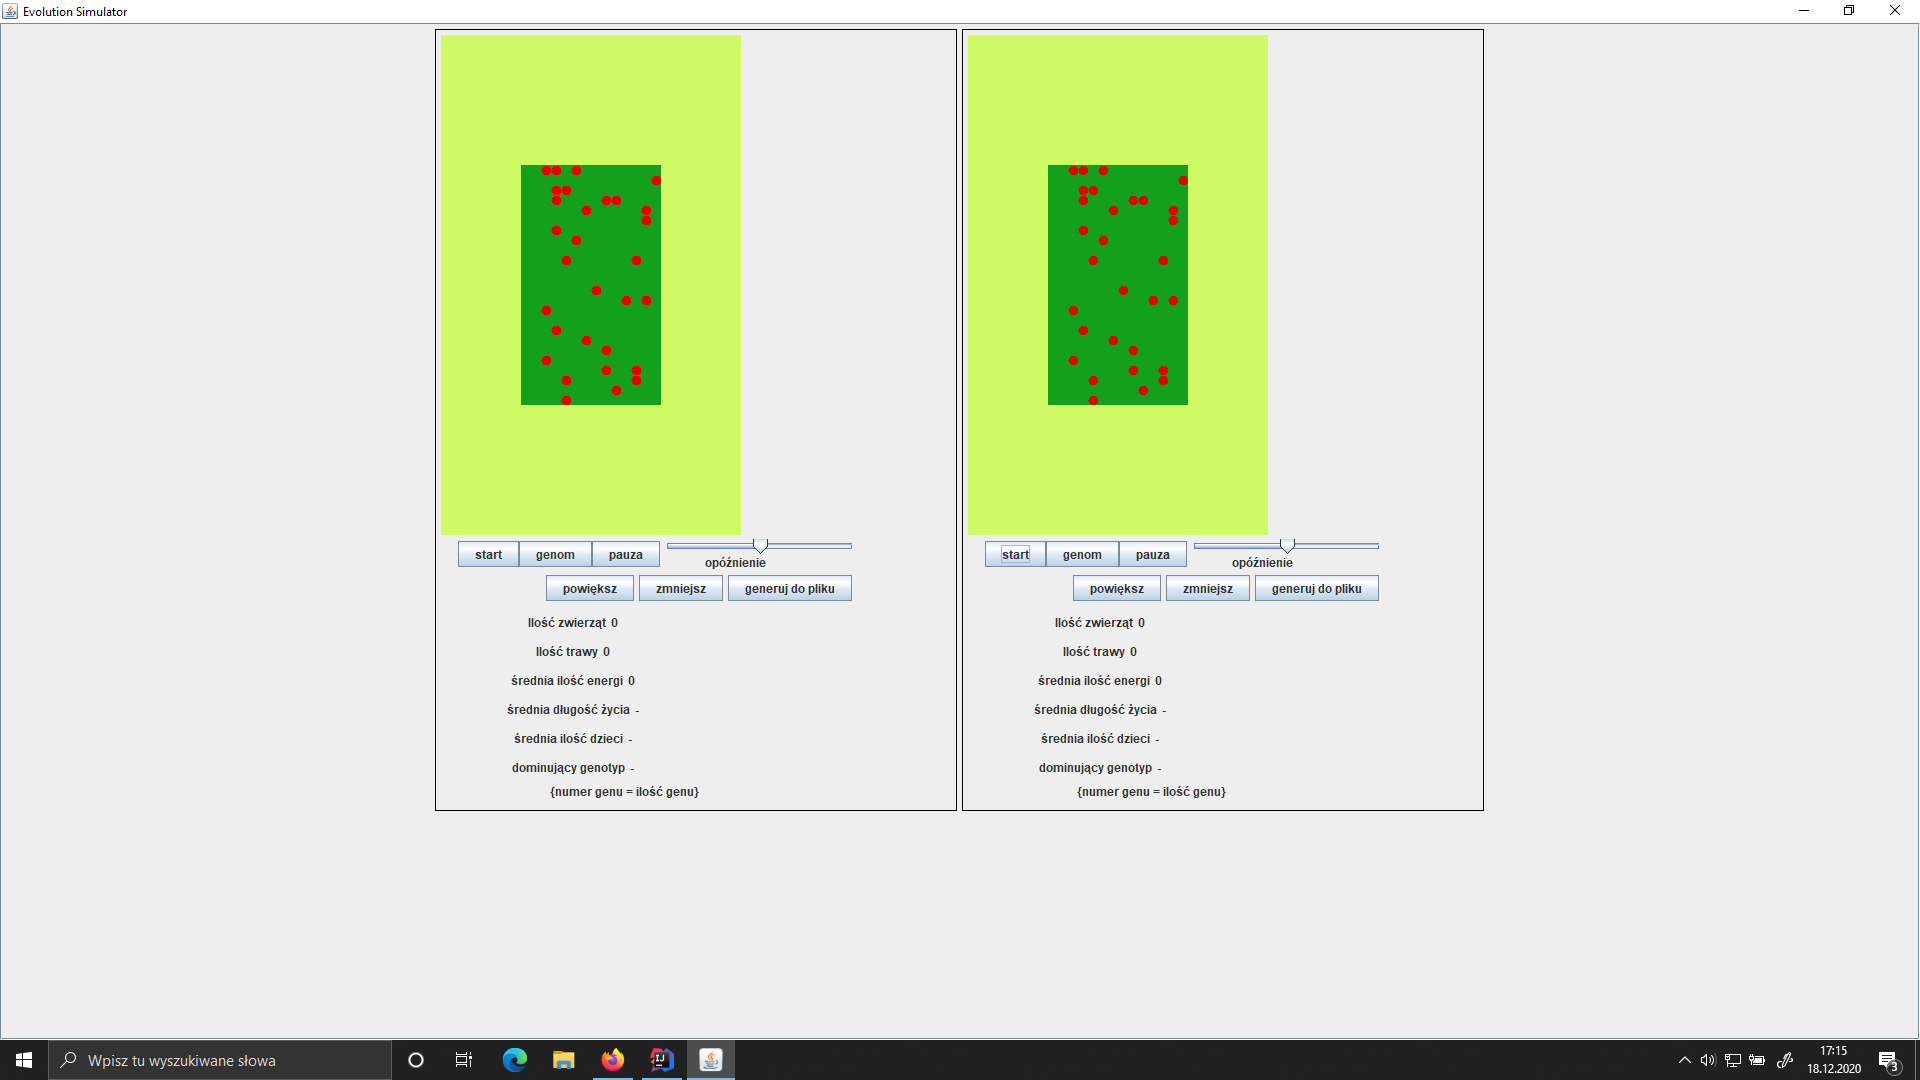 Evolution Simulator
start genom pauza
opóźnienie
powiększ zmniejsz generuj do pliku
Ilość zwierząt 0
Ilość trawy 0
średnia ilość energi 0
średnia długość życia -
średnia ilość dzieci -
dominujący genotyp -
{numer genu = ilość genu}
start genom pauza
opóźnienie
powiększ zmniejsz generuj do pliku
Ilość zwierząt 0
Ilość trawy 0
średnia ilość energi 0
średnia długość życia -
średnia ilość dzieci -
dominujący genotyp -
{numer genu = ilość genu}
Wpisz tu wyszukiwane słowa
17:15
18.12.2020
3